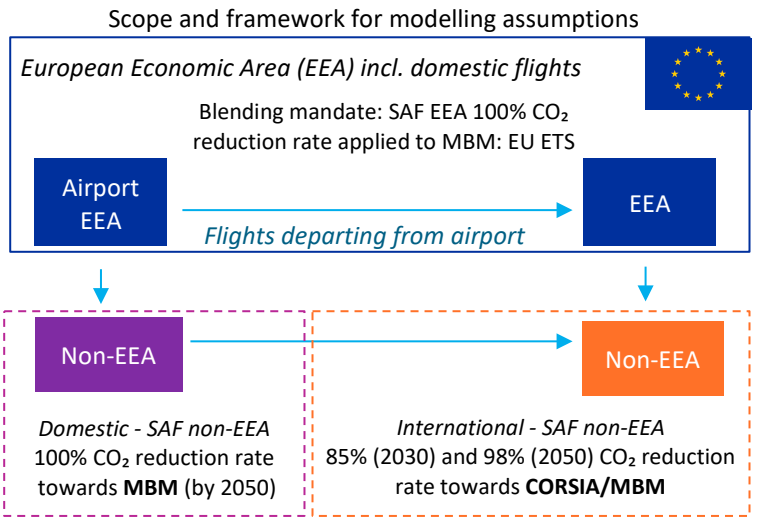 Scope and framework for modelling assumptions
European Economic Area (EEA) incl. domestic flights
Blending mandate: SAF EEA 100% CO₂
reduction rate applied to MBM: EU ETS
Airport
EEA
EEA
Flights departing from airport
Non-EEA
Non-EEA
Domestic - SAF non-EEA
100% CO₂ reduction rate
towards MBM (by 2050)
International - SAF non-EEA
85% (2030) and 98% (2050) CO₂ reduction
rate towards CORSIA/MBM